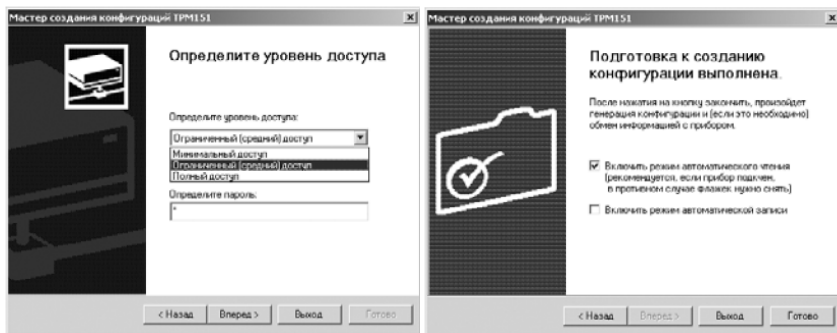 Мастер создания конфигураций ТРМ151
Определите уровень доступа
Определите уровень доступа:
Ограниченный (средний) доступ
Минимальный доступ
Ограниченный (средний) доступ
Полный доступ
Определите пароль:
*
< Назад
Вперед >
Выход
Готово
Мастер создания конфигураций ТРМ151
Подготовка к созданию
конфигурации выполнена.
После нажатия на кнопку закончить, произойдет
генерация конфигурации и (если это необходимо)
обмен информацией с прибором.
Включить режим автоматического чтения
(рекомендуется, если прибор подключен,
в противном случае флажек нужно снять)
Включить режим автоматической записи
< Назад
Вперед >
Выход
Готово